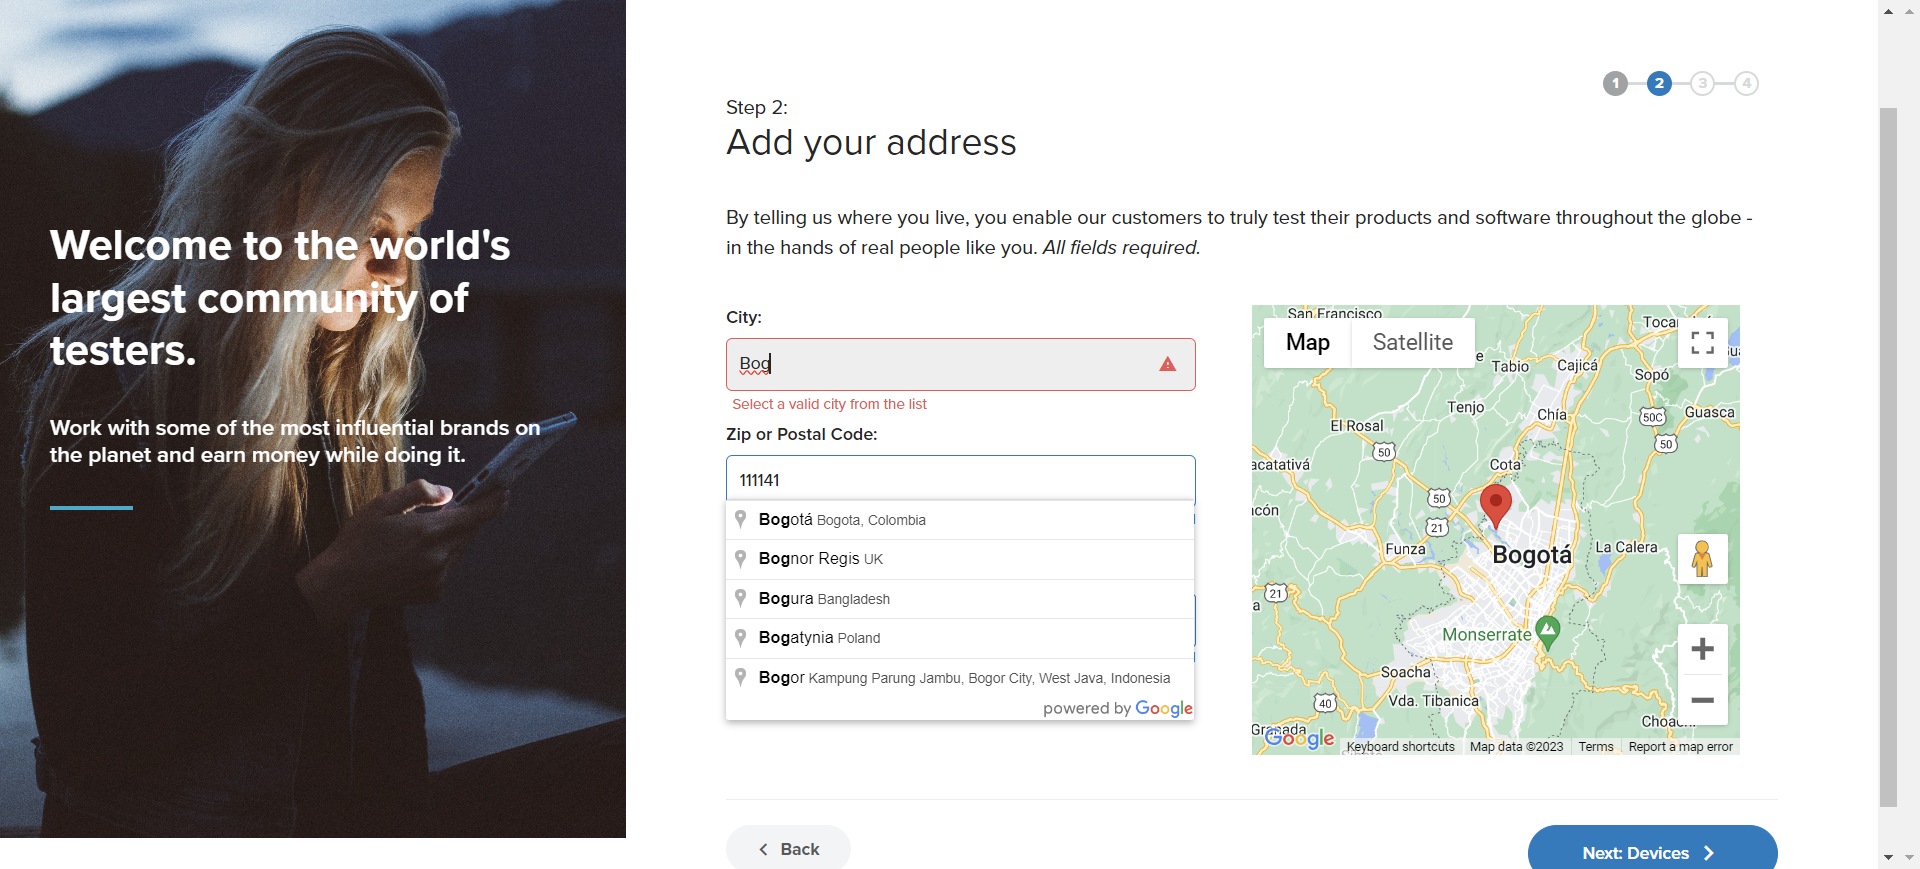 Welcome to the world's
largest community of
testers.
Work with some of the most influential brands on
the planet and earn money while doing it.
1
2
3
4
Step 2:
Add your address
By telling us where you live, you enable our customers to truly test their products and software throughout the globe -
in the hands of real people like you. All fields required.
City:
Bog
Select a valid city from the list
Zip or Postal Code:
111141
Bogotá Bogota, Colombia
Bognor Regis UK
Bogura Bangladesh
Bogatynia Poland
Bogor Kampung Parung Jambu, Bogor City, West Java, Indonesia
powered by Google
San Francisco
Map
Satellite
Tabio
Cajicá
Sopó
Tenjo
Chía
50C
Guasca
El Rosal
50
50
Cota
50
21
Funza
Bogotá
La Calera
21
Monserrate
Soacha
Vda. Tibanica
40
Granada
Google
Keyboard shortcuts
Map data ©2023
Terms
Report a map error
Back
Next: Devices